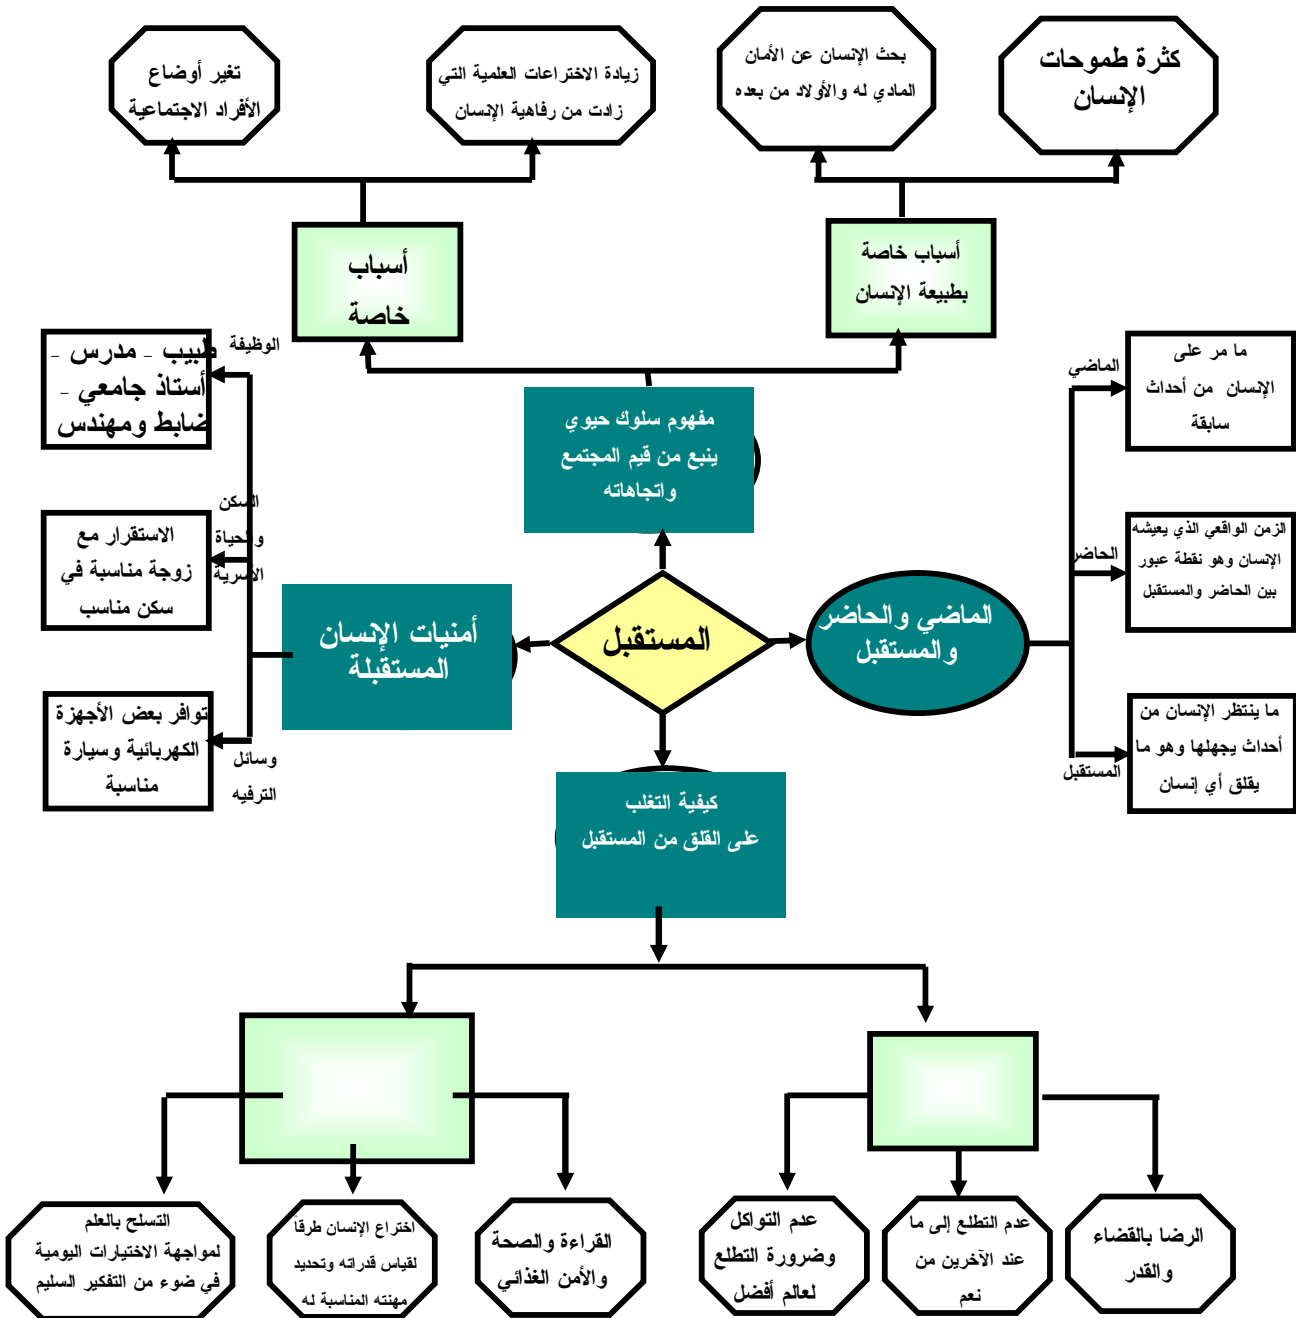 كثرة طموحات
الإنسان
بحث الإنسان عن الأمان
المادي له والأولاد من بعده
زيادة الاختراعات العلمية التي
زادت من رفاهية الإنسان
تغير أوضاع
الأفراد الاجتماعية
أسباب خاصة
بطبيعة الإنسان
أسباب
خاصة
مفهوم سلوك حيوي
ينبع من قيم المجتمع
واتجاهاته
المستقبل
الماضي والحاضر
والمستقبل
الماضي
ما مر على
الإنسان من أحداث
سابقة
الحاضر
الزمن الواقعي الذي يعيشه
الإنسان وهو نقطة عبور
بين الحاضر والمستقبل
المستقبل
ما ينتظر الإنسان من
أحداث يجهلها وهو ما
يقلق أي إنسان
أمنيات الإنسان
المستقبلة
الوظيفة
طبيب - مدرس -
أستاذ جامعي -
ضابط ومهندس
السكن
والحياة
الأسرية
الاستقرار مع
زوجة مناسبة في
سكن مناسب
وسائل
الترفيه
توافر بعض الأجهزة
الكهربائية وسيارة
مناسبة
كيفية التغلب
على القلق من المستقبل
الرضا بالقضاء
والقدر
عدم التطلع إلى ما
عند الآخرين من
نعم
عدم التواكل
وضرورة التطلع
لعالم أفضل
القراءة والصحة
والأمن الغذائي
اختراع الإنسان طرقاً
لقياس قدراته وتحديد
مهنته المناسبة له
التسلح بالعلم
لمواجهة الاختيارات اليومية
في ضوء من التفكير السليم